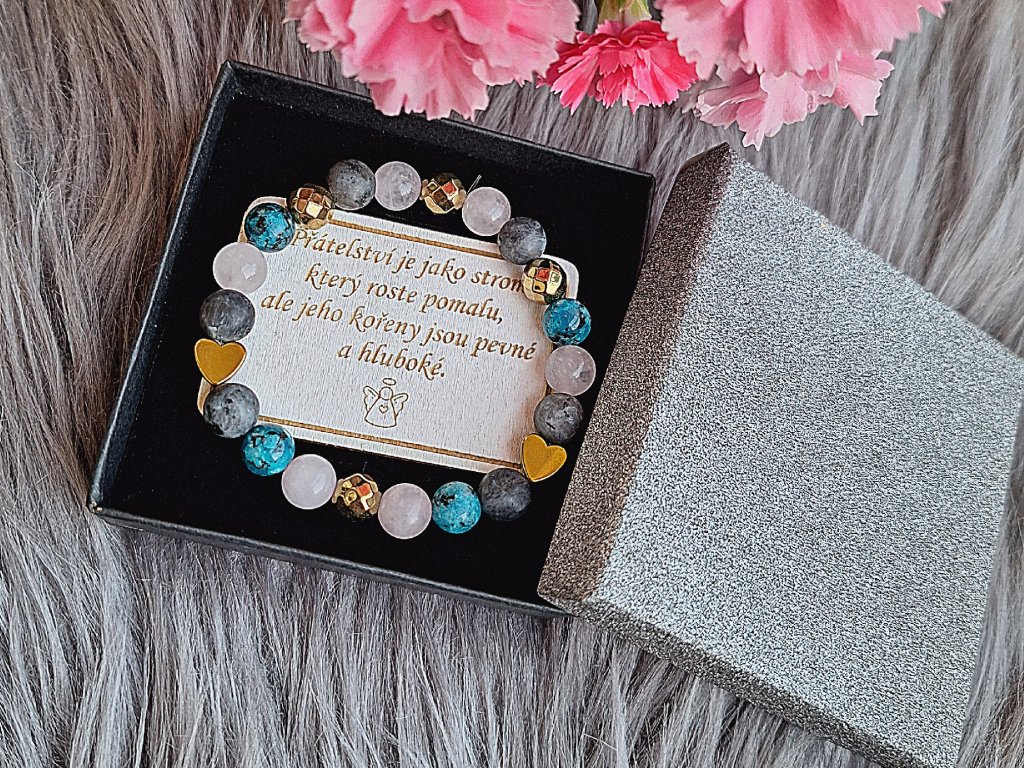 Přátelství je jako strom
který roste pomalu,
ale jeho kořeny jsou pevné
a hluboké.